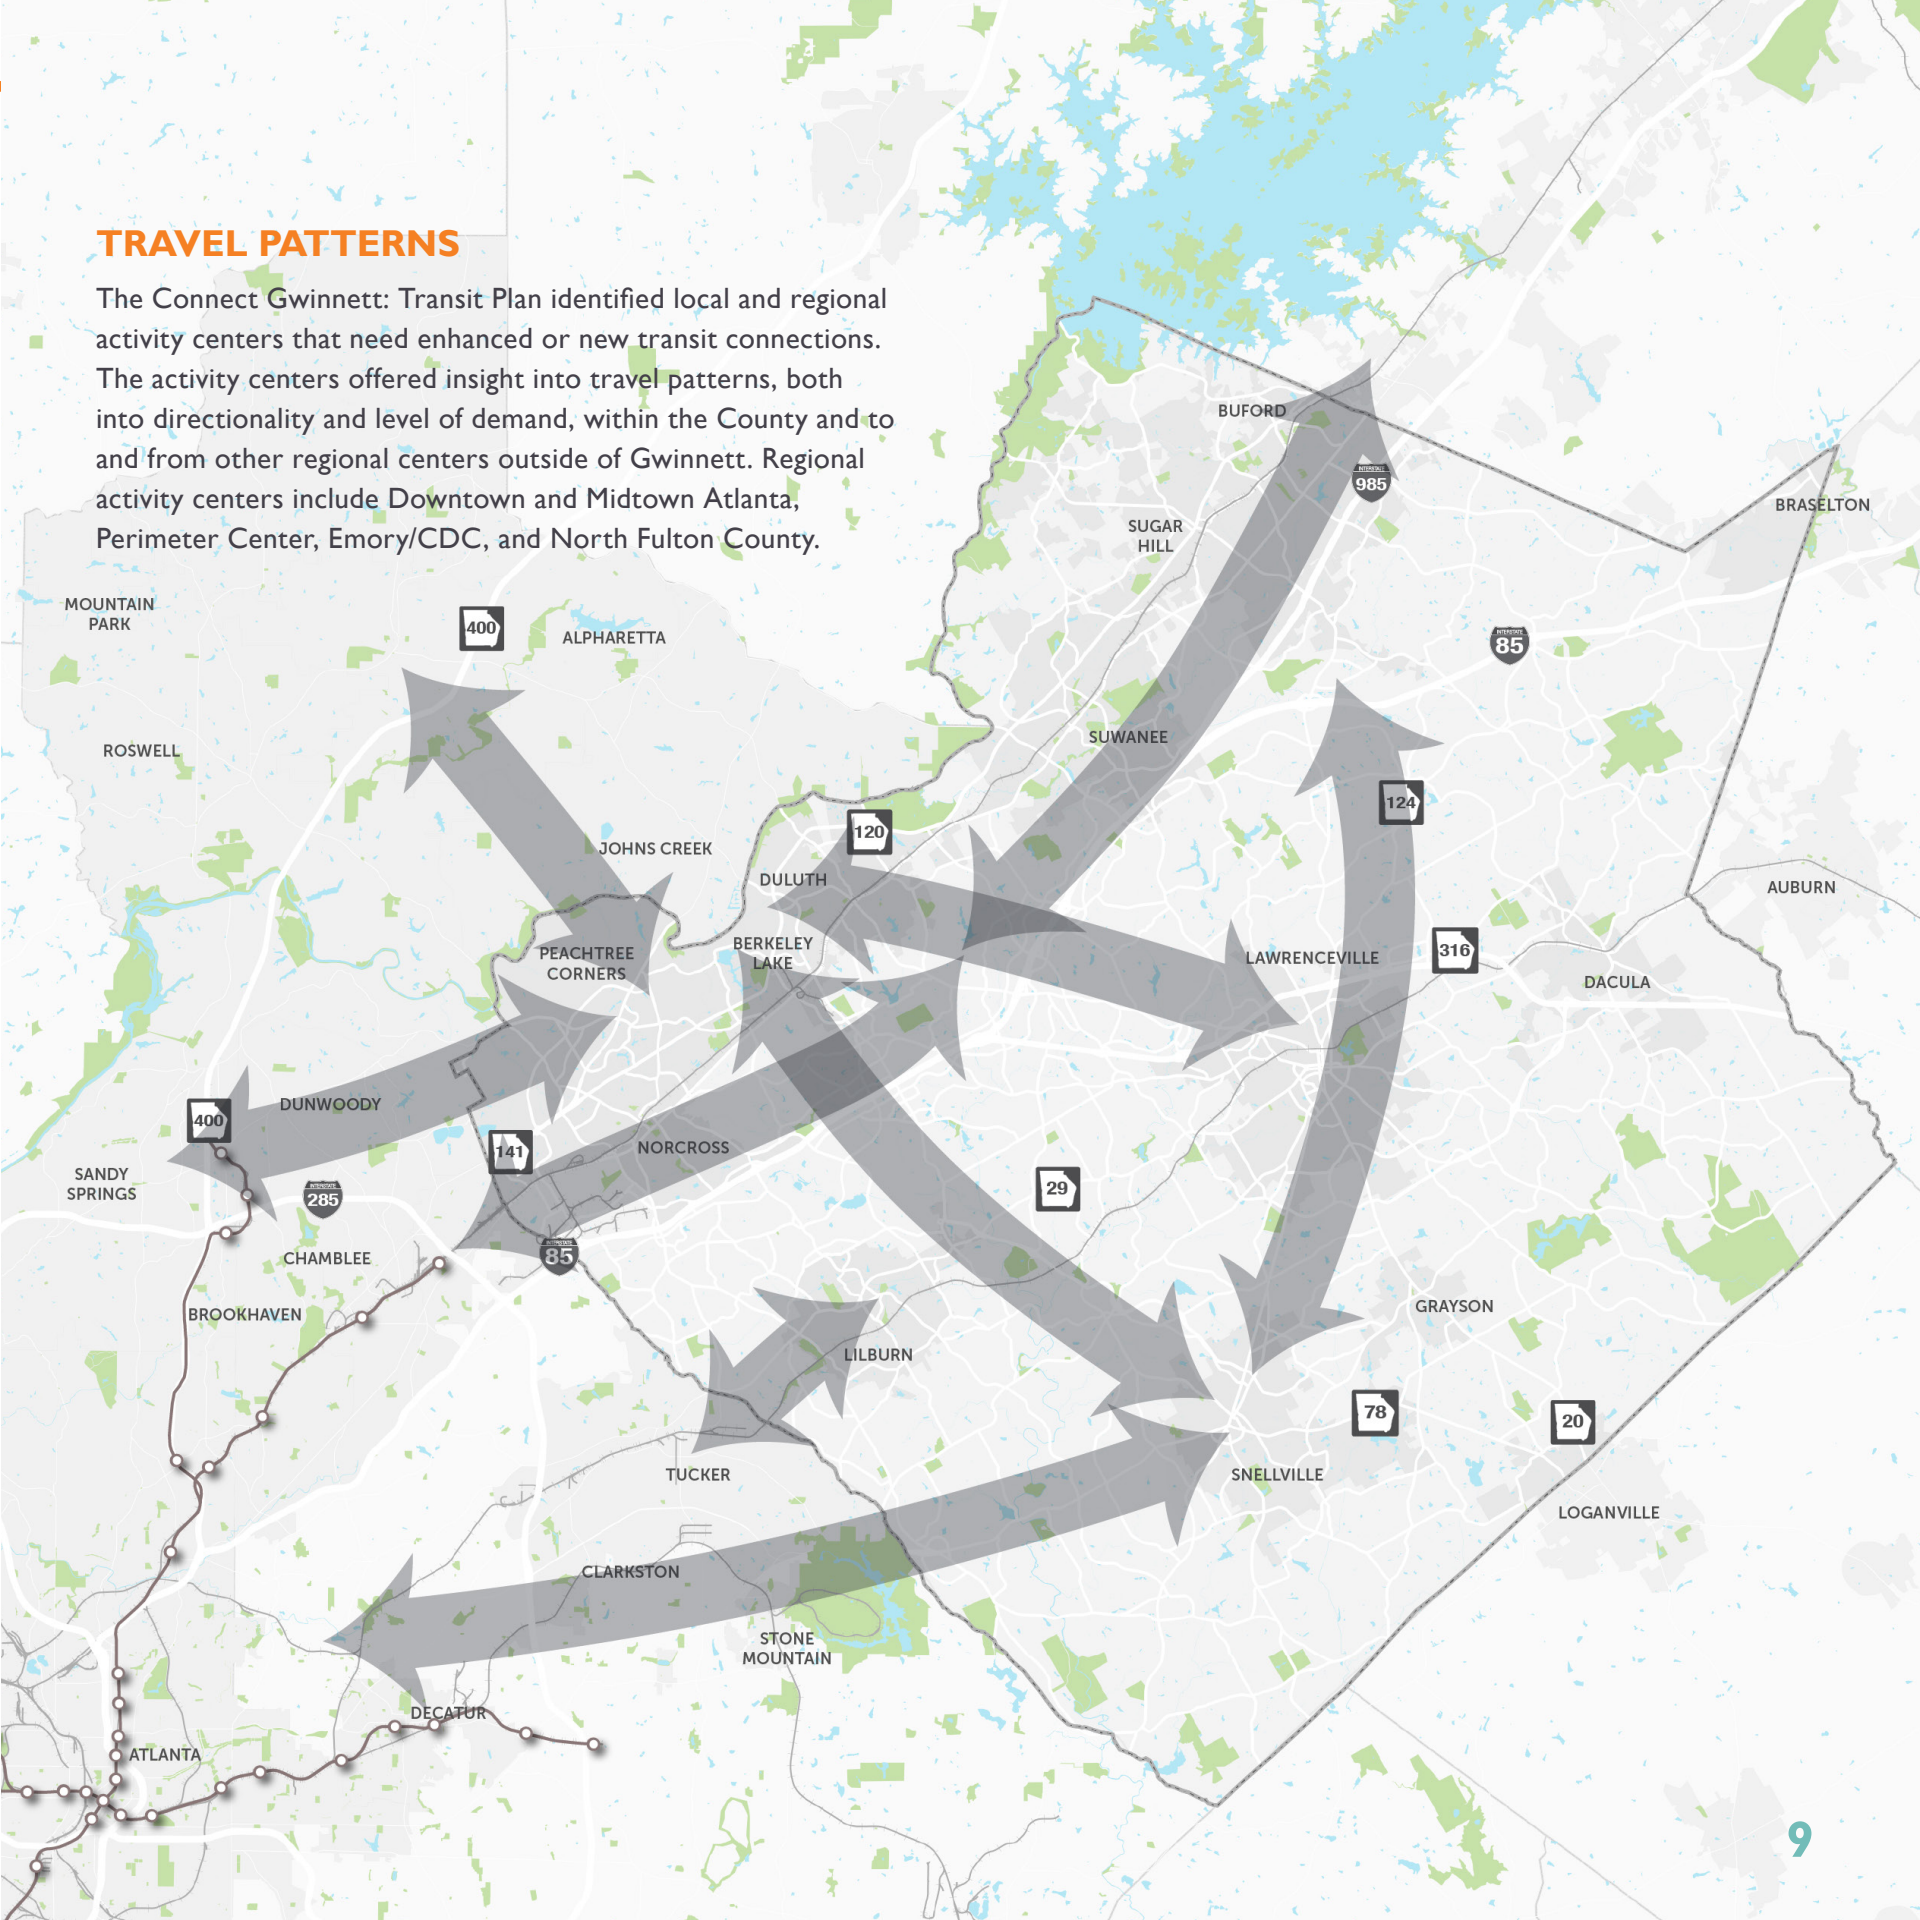 TRAVEL PATTERNS
The Connect Gwinnett: Transit Plan identified local and regional
activity centers that need enhanced or new transit connections.
The activity centers offered insight into travel patterns, both
into directionality and level of demand, within the County and to
and from other regional centers outside of Gwinnett. Regional
activity centers include Downtown and Midtown Atlanta,
Perimeter Center, Emory/CDC, and North Fulton County.
BUFORD
INTERSTATE
985
BRASELTON
SUGAR
HILL
MOUNTAIN
PARK
400
ALPHARETTA
INTERSTATE
85
ROSWELL
SUWANEE
124
120
JOHNS CREEK
DULUTH
AUBURN
PEACHTREE
CORNERS
BERKELEY
LAKE
LAWRENCEVILLE
316
DACULA
DUNWOODY
400
141
NORCROSS
SANDY
SPRINGS
INTERSTATE
285
29
CHAMBLEE
INTERSTATE
85
BROOKHAVEN
GRAYSON
LILBURN
78
20
TUCKER
SNELLVILLE
LOGANVILLE
CLARKSTON
STONE
MOUNTAIN
DECATUR
ATLANTA
9